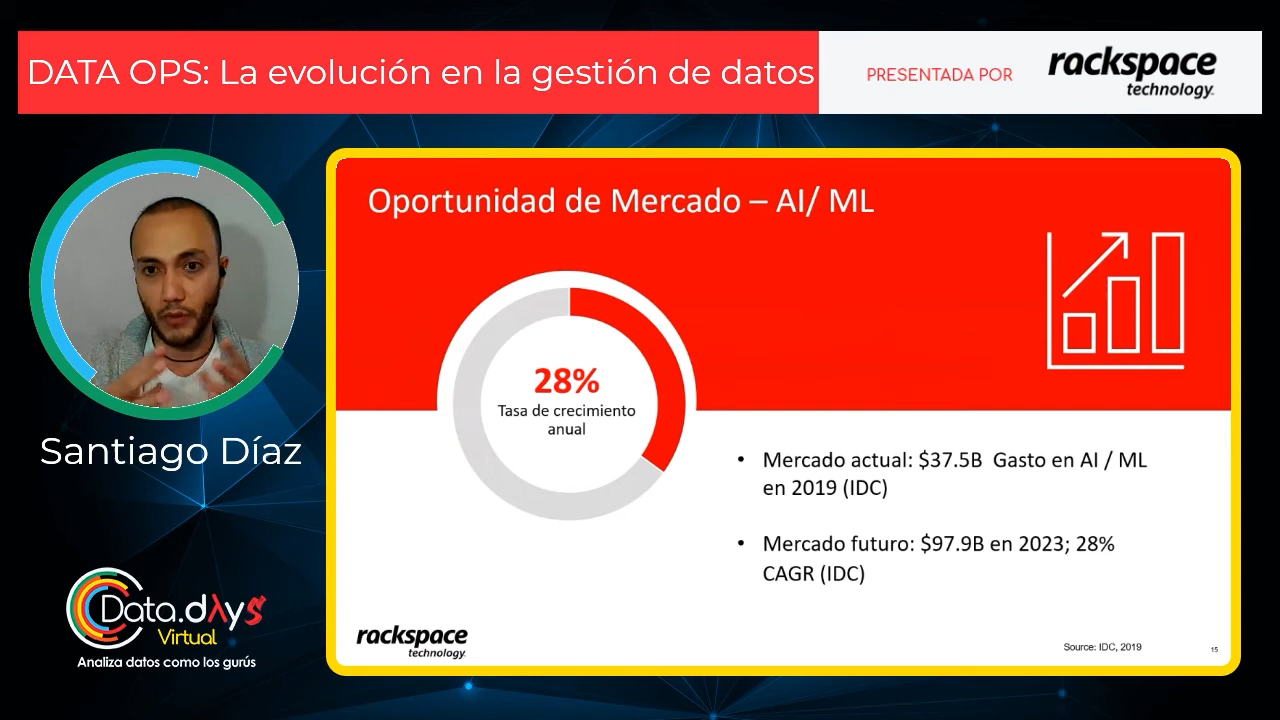 DATA OPS: La evolución en la gestión de datos
PRESENTADA POR
rackspace
technology.
Oportunidad de Mercado – AI/ ML
28%
Tasa de crecimiento
anual
Santiago Díaz
• Mercado actual: $37.5B Gasto en AI / ML
en 2019 (IDC)
• Mercado futuro: $97.9B en 2023; 28%
CAGR (IDC)
Data.dλys
Virtual
Analiza datos como los gurús
rackspace
technology.
Source: IDC, 2019
15